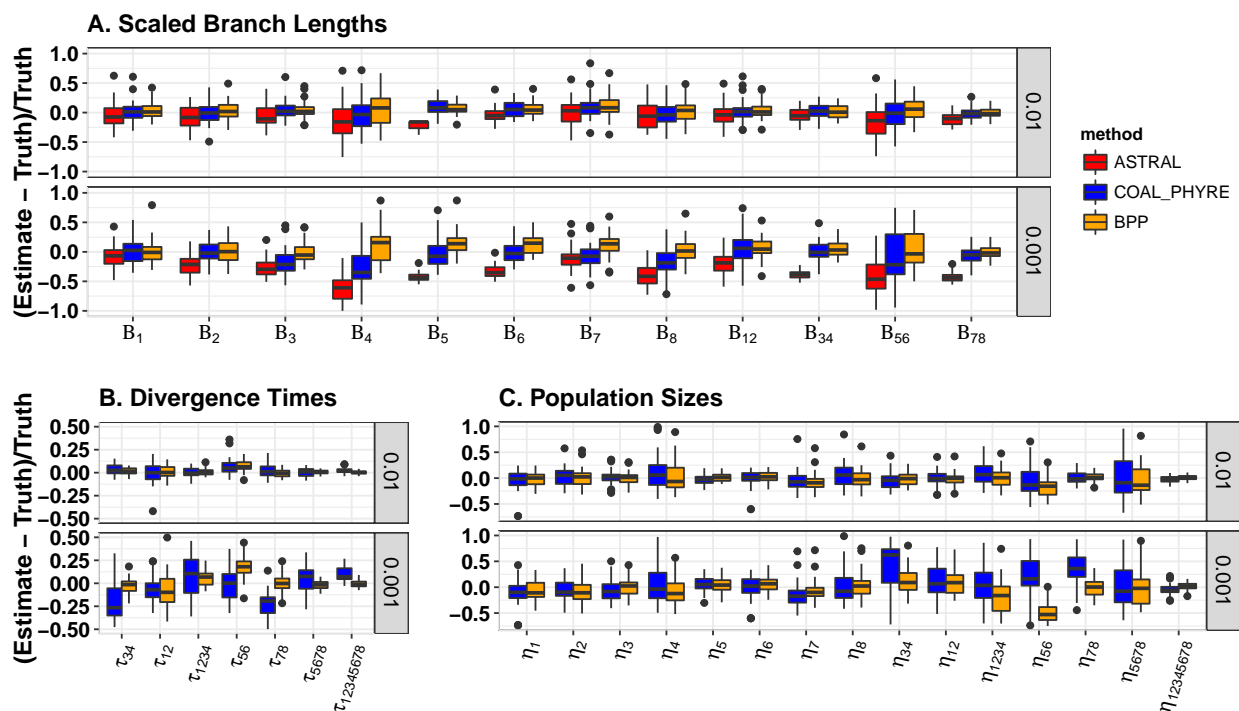 A. Scaled Branch Lengths
(Estimate − Truth)/Truth
1.0
0.5
0.0
−0.5
−1.0
0.01
1.0
0.5
0.0
−0.5
−1.0
0.001
B1 B2 B3 B4 B5 B6 B7 B8 B12 B34 B56 B78
method
ASTRAL
COAL_PHYRE
BPP
B. Divergence Times
(Estimate − Truth)/Truth
0.50
0.25
0.00
−0.25
−0.50
0.01
0.50
0.25
0.00
−0.25
−0.50
0.001
τ34 τ12 τ1234 τ56 τ78 τ5678 τ12345678
C. Population Sizes
1.0
0.5
0.0
−0.5
0.01
1.0
0.5
0.0
−0.5
0.001
η1 η2 η3 η4 η5 η6 η7 η8 η34 η12 η1234 η56 η78 η5678 η12345678